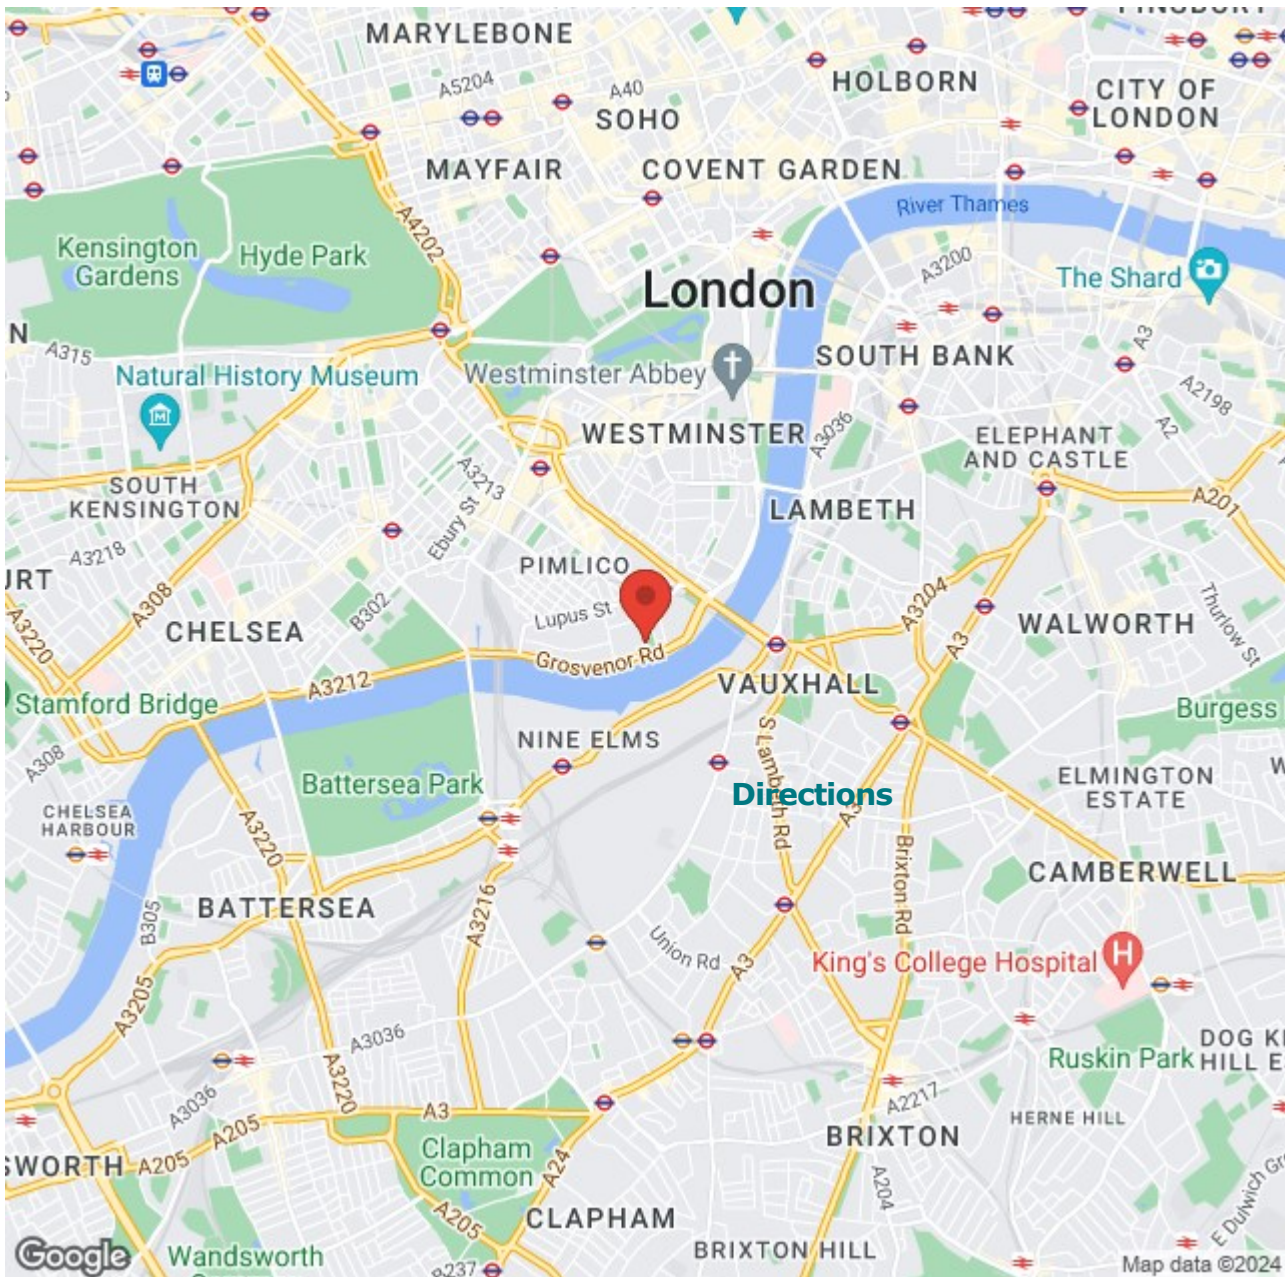 FINSBURY
MARYLEBONE
HOLBORN
CITY OF
LONDON
A5204
A40
SOHO
MAYFAIR
COVENT GARDEN
River Thames
A4202
Kensington
Gardens
Hyde Park
A3200
The Shard
London
N
A315
A3
SOUTH BANK
Natural History Museum
Westminster Abbey
A2198
WESTMINSTER
A3036
A2
ELEPHANT
AND CASTLE
A3213
SOUTH
KENSINGTON
Ebury St
LAMBETH
A201
A3218
PIMLICO
URT
A308
B302
Lupus St
A3204
Thurlow St
A3220
CHELSEA
A3
WALWORTH
Grosvenor Rd
A3212
VAUXHALL
Stamford Bridge
Burgess
A308
NINE ELMS
S Lambeth Rd
Battersea Park
Directions
ELMINGTON
ESTATE
W
CHELSEA
HARBOUR
A3220
A3
Brixton Rd
CAMBERWELL
B305
BATTERSEA
A3216
Union Rd
A3
King's College Hospital
A3205
A3036
DOG K
HILL E
Ruskin Park
A3220
A3036
A205
A3
A2217
HERNE HILL
BRIXTON
SWORTH
A205
Clapham
Common
A24
A204
A205
CLAPHAM
E Dulwich Gr
BRIXTON HILL
Google
Wandsworth
B237
Map data ©2024